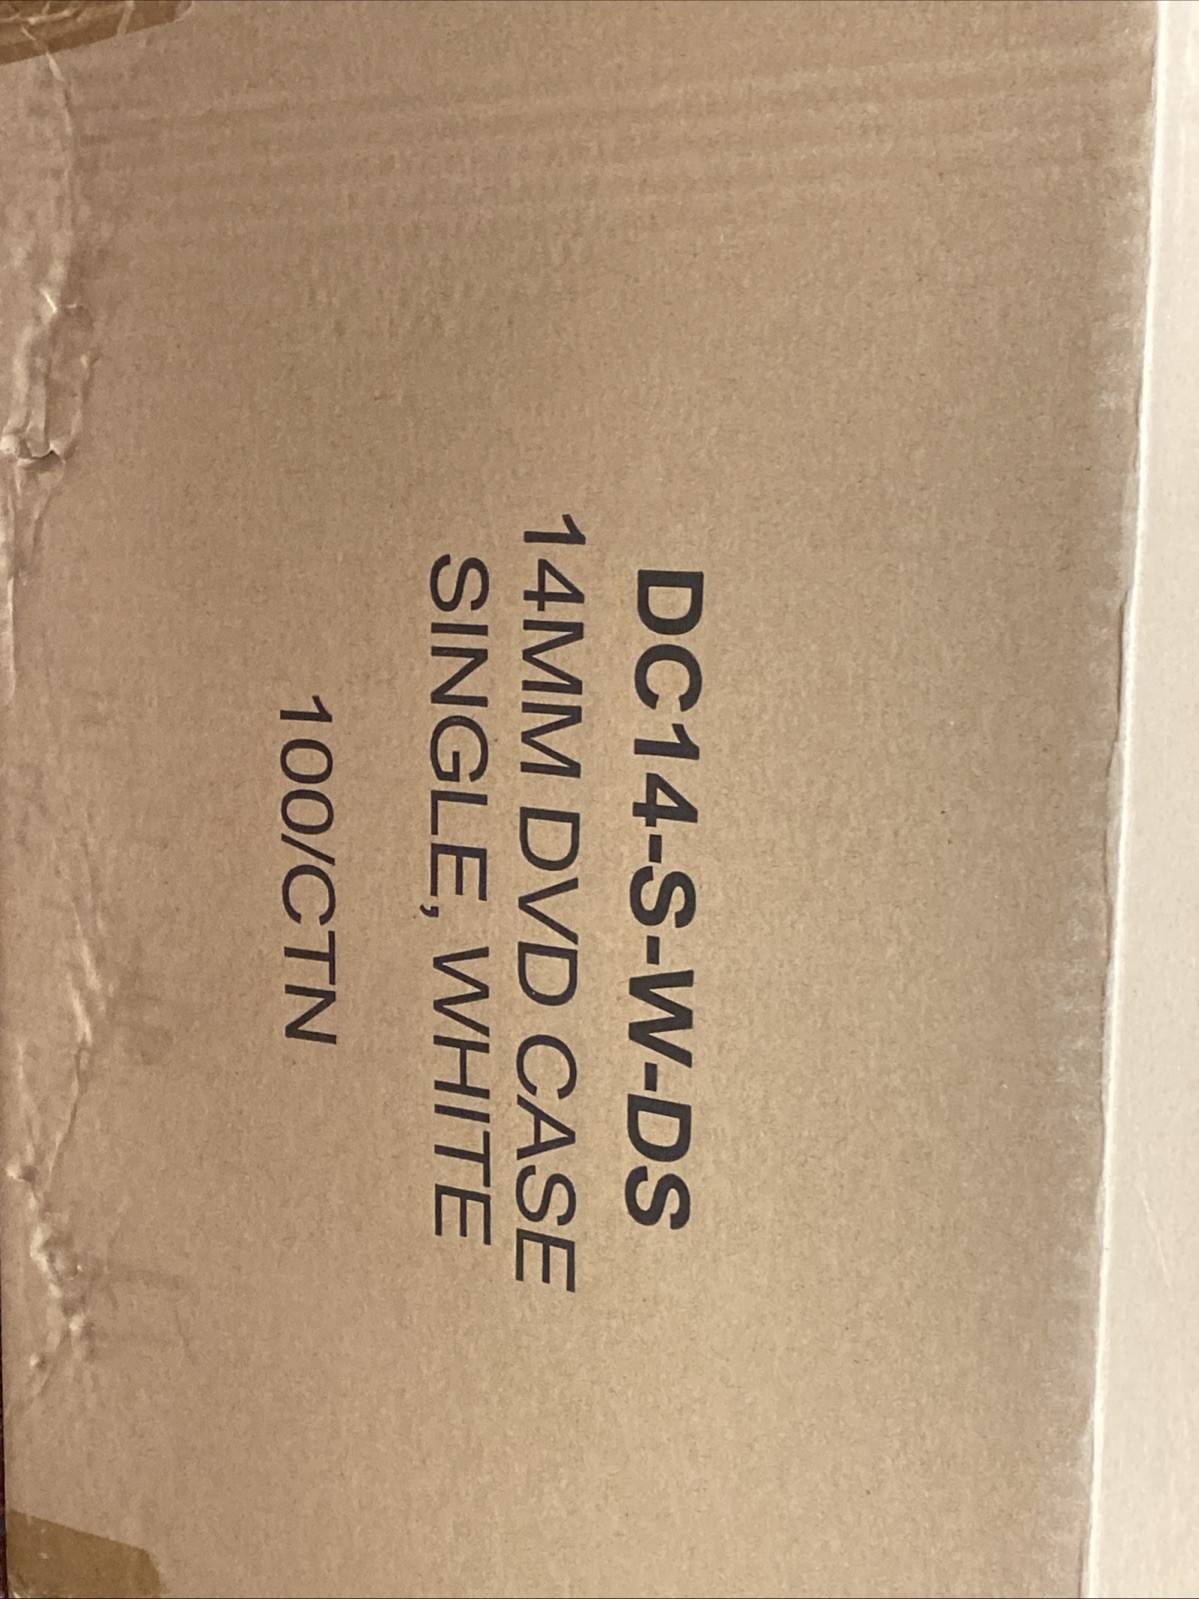 DC14-S-W-DS
14MM DVD CASE
SINGLE, WHITE
100/CTN